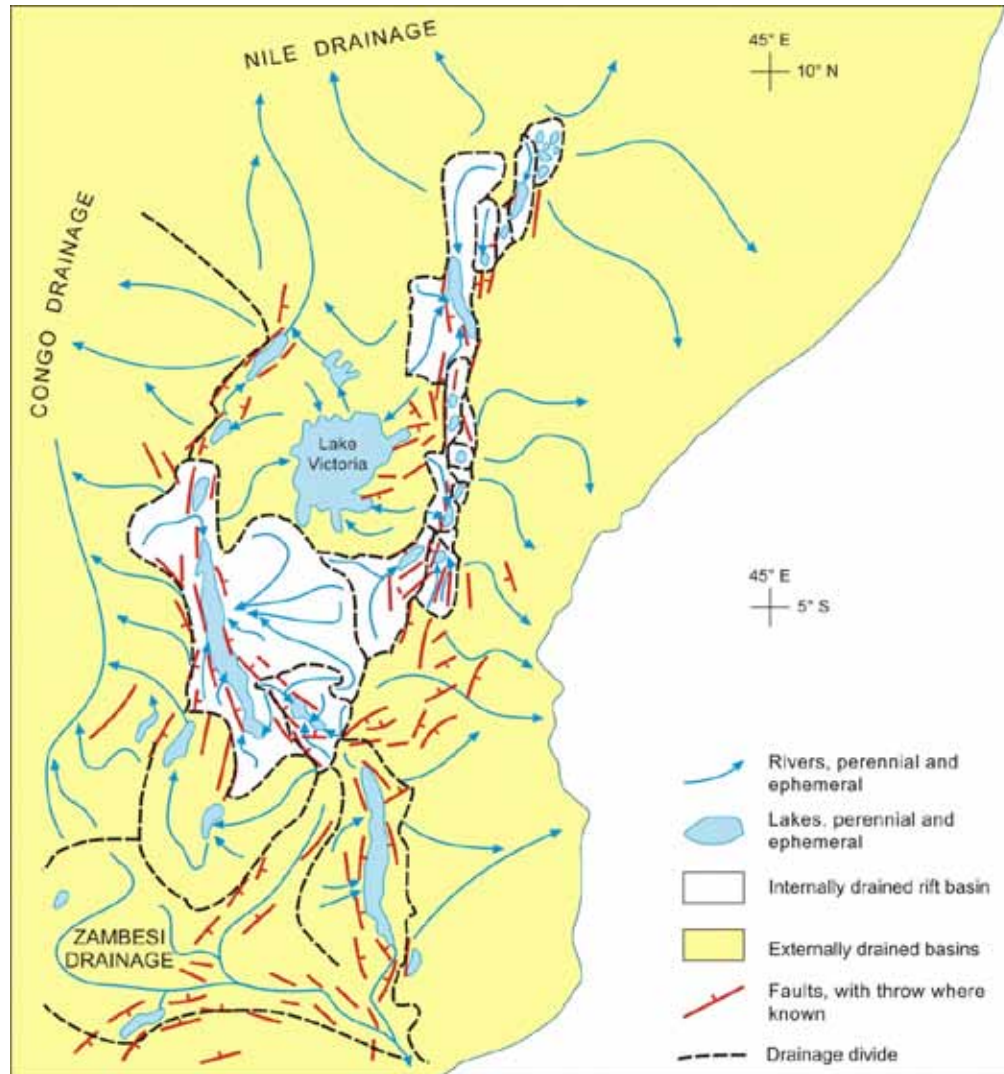 NILE DRAINAGE
45° E
10° N
CONGO DRAINAGE
Lake
Victoria
45° E
5° S
ZAMBESI
DRAINAGE
Rivers, perennial and
ephemeral
Lakes, perennial and
ephemeral
Internally drained rift basin
Externally drained basins
Faults, with throw where
known
Drainage divide